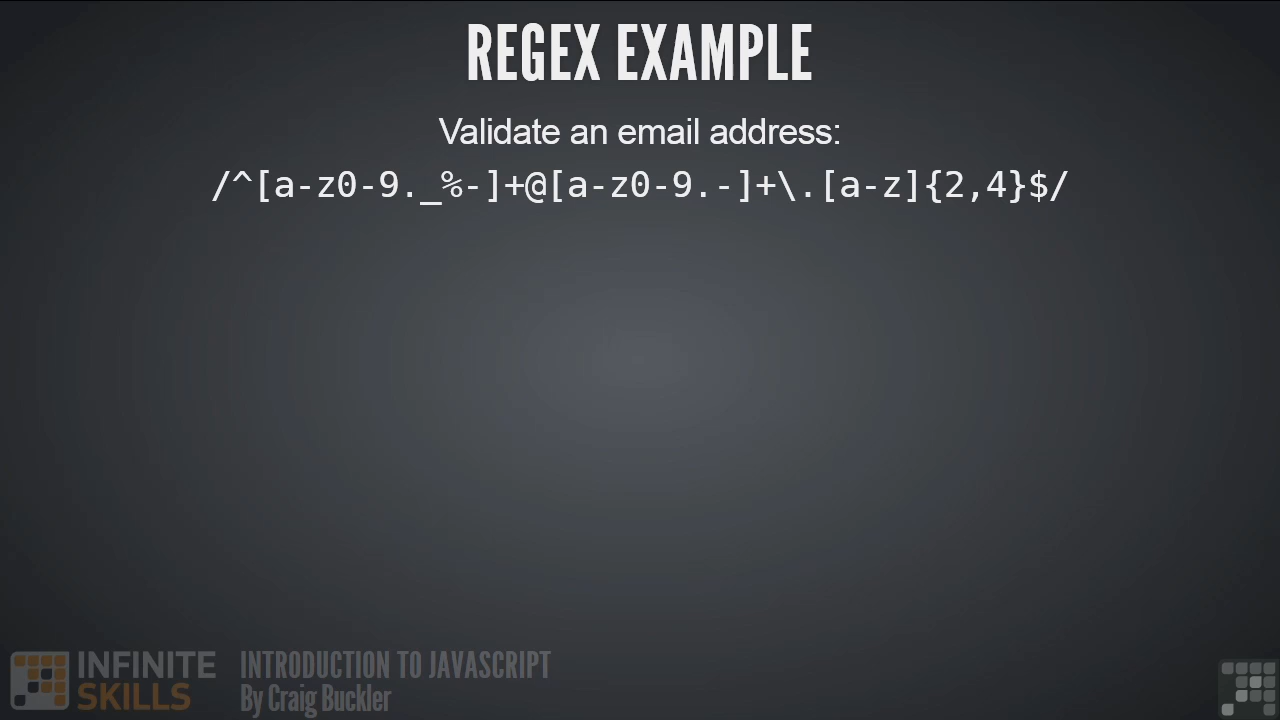 REGEX EXAMPLE
Validate an email address:
/^[a-z0-9._%-]+@[a-z0-9.-]+\.[a-z]{2,4}$/
INFINITE
SKILLS
INTRODUCTION TO JAVASCRIPT
By Craig Buckler